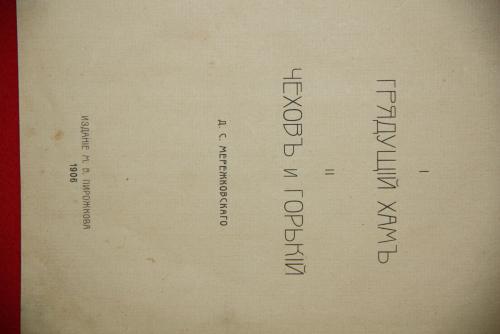 I
ГРЯДУЩІЙ ХАМЪ
II
ЧЕХОВЪ И ГОРЬКІЙ
Д. С. МЕРЕЖКОВСКАГО
ИЗДАНІЕ М. В. ПИРОЖКОВА
1906